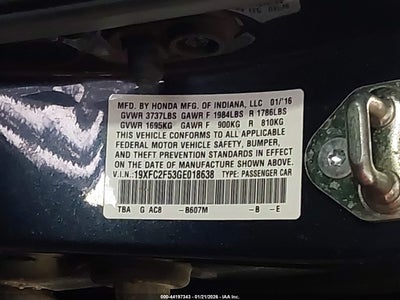 MFD. BY HONDA MFG. OF INDIANA, LLC 01/'16
GVWR 3737LBS GAWR F 1984LBS R 1786LBS
GVWR 1695KG GAWR F 900KG R 810KG
THIS VEHICLE CONFORMS TO ALL APPLICABLE
FEDERAL MOTOR VEHICLE SAFETY, BUMPER,
AND THEFT PREVENTION STANDARDS IN EFFECT
ON THE DATE OF MANUFACTURE SHOWN ABOVE.
V.I.N.: 19XFC2F53GE018638 TYPE: PASSENGER CAR
TBA G AC8 - B607M - B - E
000-44197343 - 01/21/2026 - IAA